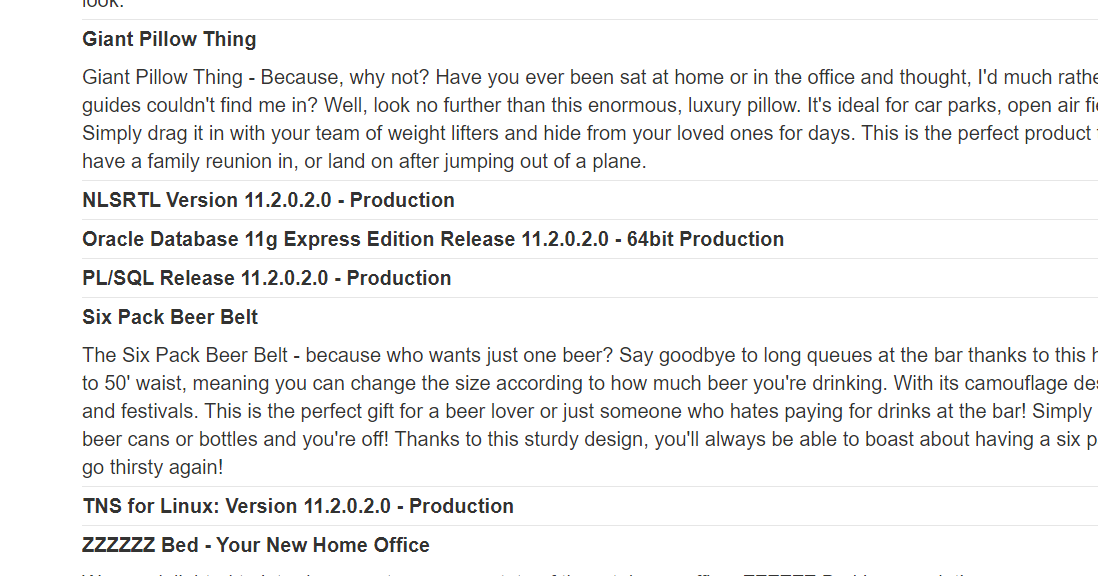 look.
Giant Pillow Thing
Giant Pillow Thing - Because, why not? Have you ever been sat at home or in the office and thought, I'd much rathe
guides couldn't find me in? Well, look no further than this enormous, luxury pillow. It's ideal for car parks, open air fi
Simply drag it in with your team of weight lifters and hide from your loved ones for days. This is the perfect product
have a family reunion in, or land on after jumping out of a plane.
NLSRTL Version 11.2.0.2.0 - Production
Oracle Database 11g Express Edition Release 11.2.0.2.0 - 64bit Production
PL/SQL Release 11.2.0.2.0 - Production
Six Pack Beer Belt
The Six Pack Beer Belt - because who wants just one beer? Say goodbye to long queues at the bar thanks to this h
to 50' waist, meaning you can change the size according to how much beer you're drinking. With its camouflage des
and festivals. This is the perfect gift for a beer lover or just someone who hates paying for drinks at the bar! Simply
beer cans or bottles and you're off! Thanks to this sturdy design, you'll always be able to boast about having a six p
go thirsty again!
TNS for Linux: Version 11.2.0.2.0 - Production
ZZZZZZ Bed - Your New Home Office